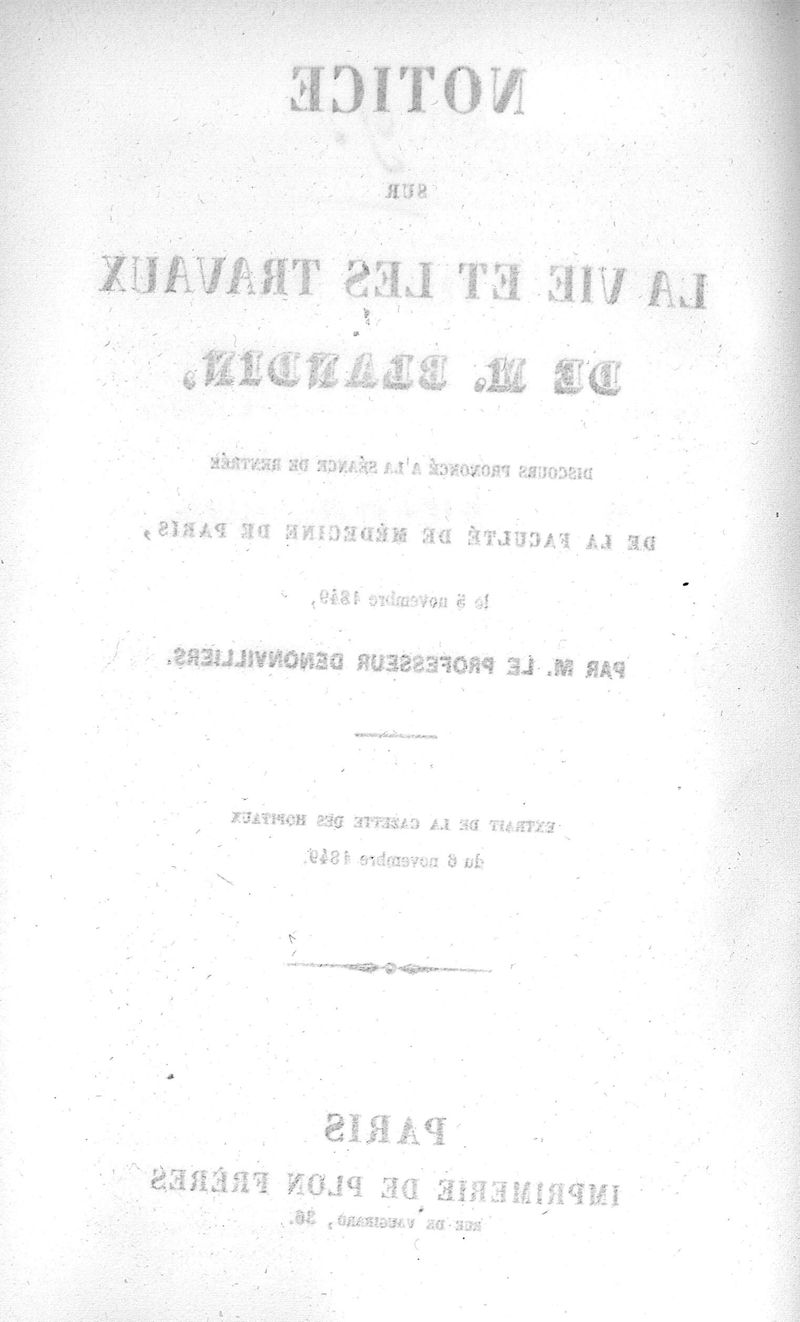 NOTICE
SUR
LA VIE ET LES TRAVAUX
DE M. BLANDIN,
DISCOURS PRONONCÉ A LA SÉANCE DE RENTRÉE
DE LA FACULTÉ DE MÉDECINE DE PARIS,
le 5 novembre 1849,
PAR M. LE PROFESSEUR DENONVILLIERS.
EXTRAIT DE LA GAZETTE DES HOPITAUX
du 6 novembre 1849.
PARIS
IMPRIMERIE DE PLON FRÈRES
RUE DE VAUGIRARD, 36.